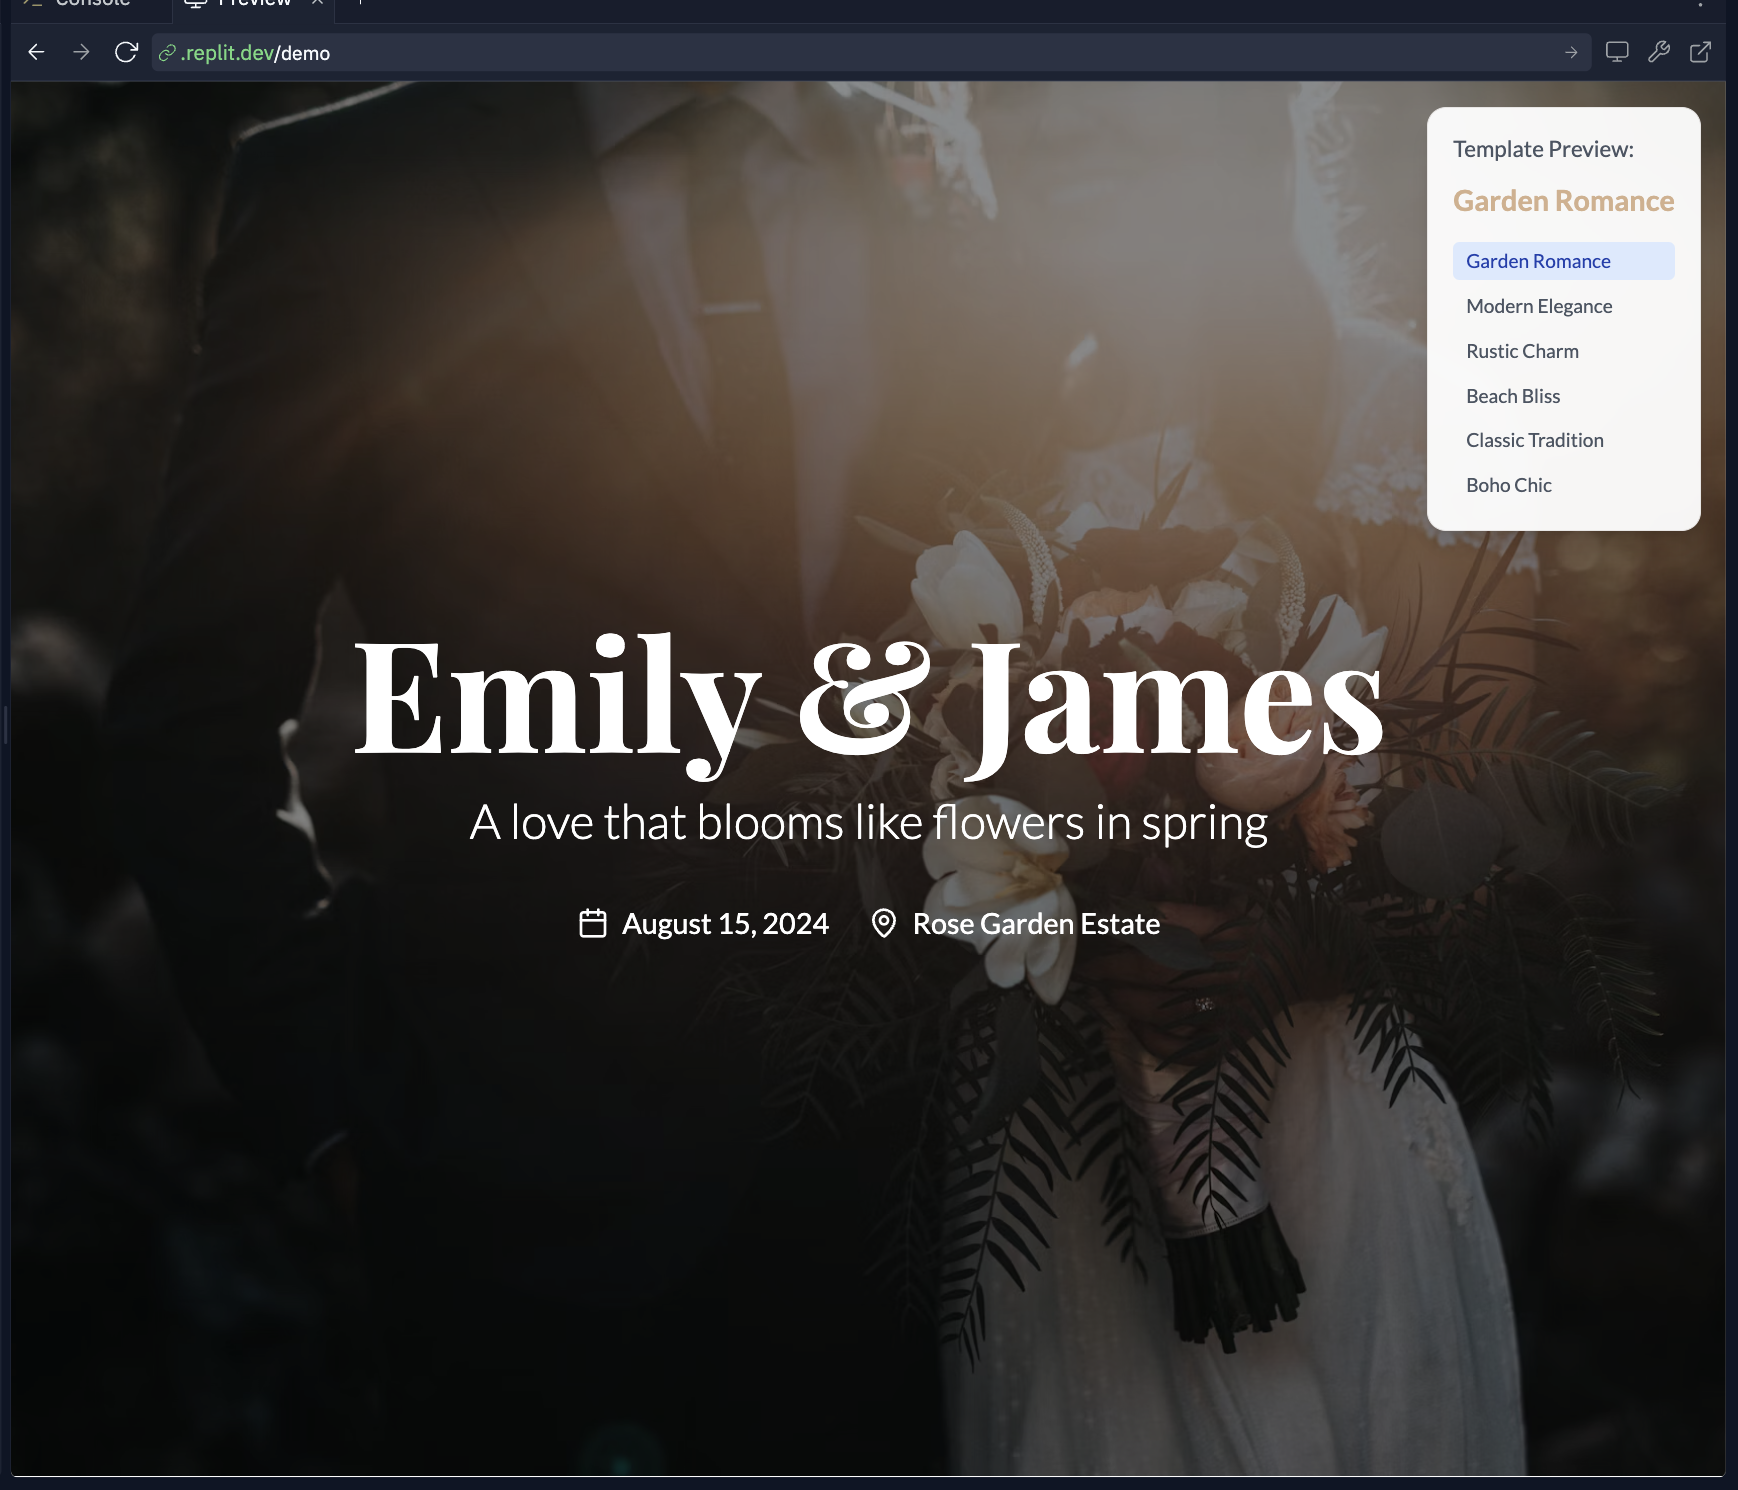 Console
Preview
.replit.dev/demo
Template Preview:
Garden Romance
Garden Romance
Modern Elegance
Rustic Charm
Beach Bliss
Classic Tradition
Boho Chic
Emily & James
A love that blooms like flowers in spring
August 15, 2024
Rose Garden Estate